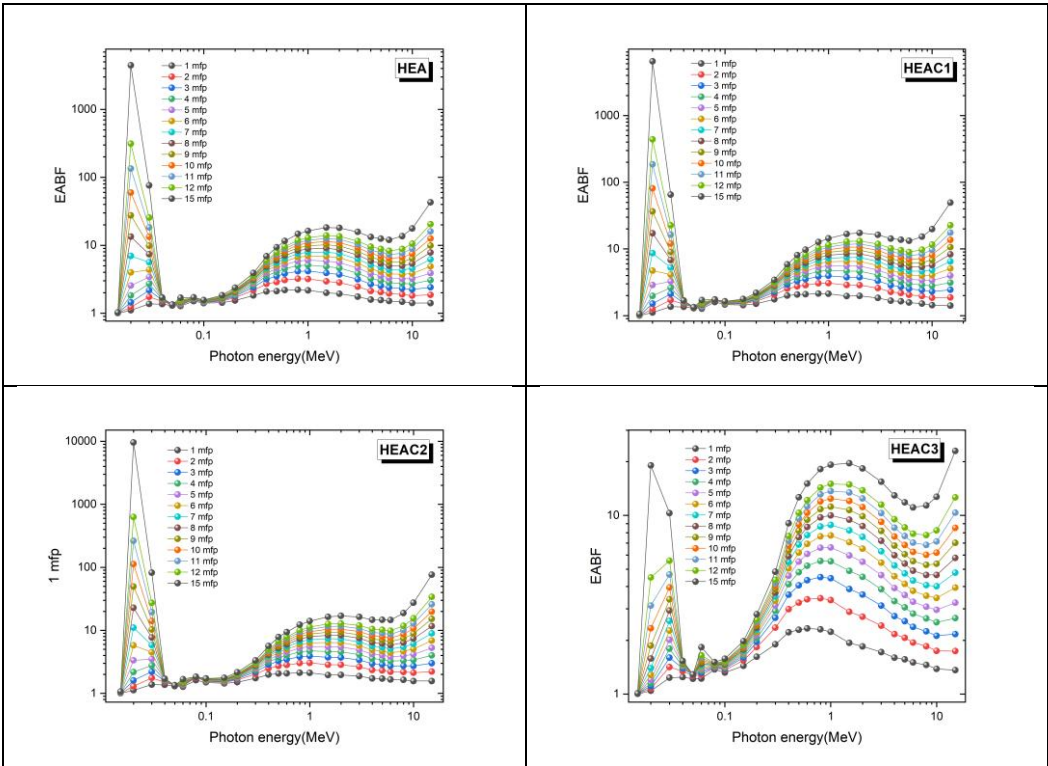 HEA
1 mfp
2 mfp
3 mfp
4 mfp
5 mfp
6 mfp
7 mfp
8 mfp
9 mfp
10 mfp
11 mfp
12 mfp
15 mfp
1000
100
10
1
EABF
0.1 1 10
Photon energy(MeV)
HEAC1
1 mfp
2 mfp
3 mfp
4 mfp
5 mfp
6 mfp
7 mfp
8 mfp
9 mfp
10 mfp
11 mfp
12 mfp
15 mfp
1000
100
10
1
EABF
0.1 1 10
Photon energy(MeV)
HEAC2
1 mfp
2 mfp
3 mfp
4 mfp
5 mfp
6 mfp
7 mfp
8 mfp
9 mfp
10 mfp
11 mfp
12 mfp
15 mfp
10000
1000
100
10
1
1 mfp
0.1 1 10
Photon energy(MeV)
HEAC3
1 mfp
2 mfp
3 mfp
4 mfp
5 mfp
6 mfp
7 mfp
8 mfp
9 mfp
10 mfp
11 mfp
12 mfp
15 mfp
10
1
EABF
0.1 1 10
Photon energy(MeV)